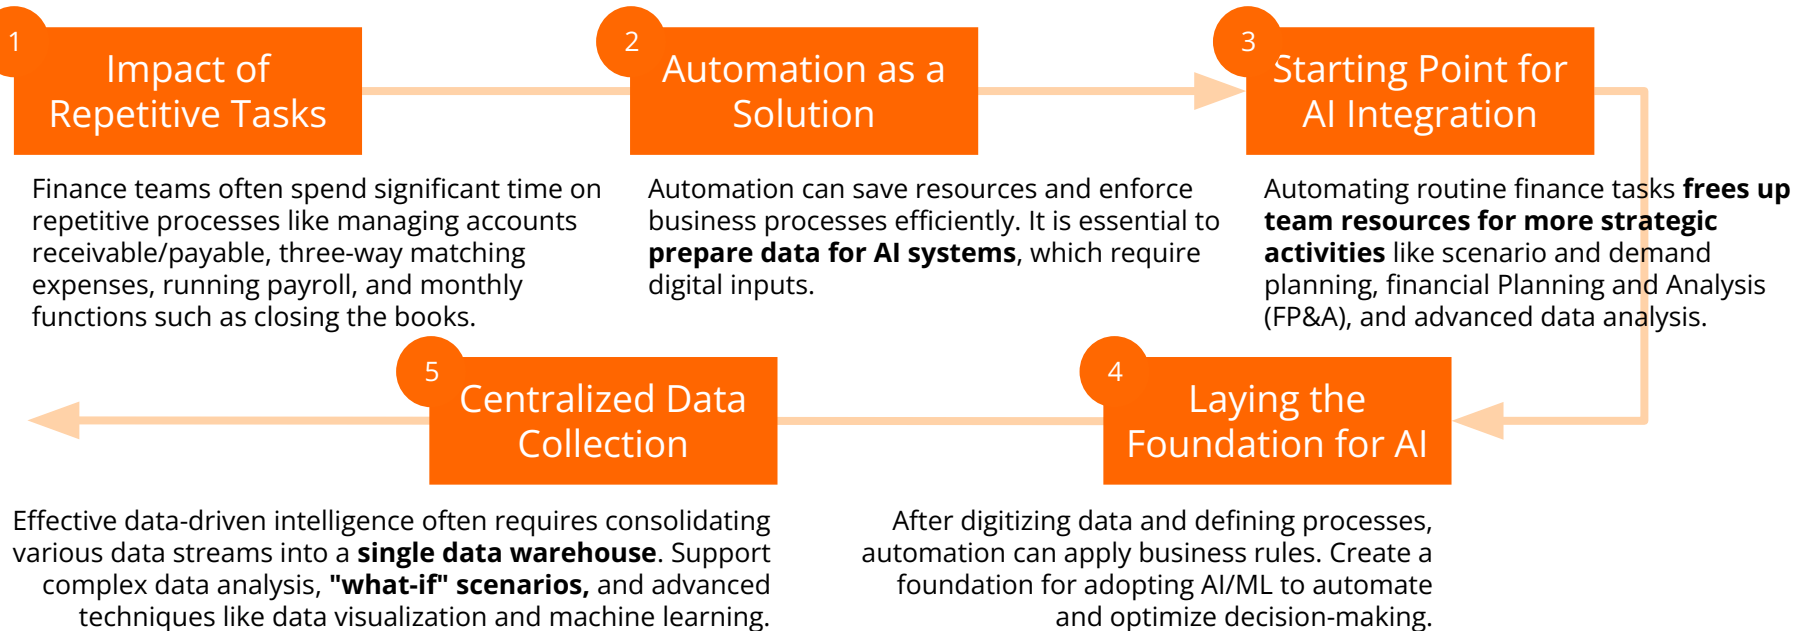 1
Impact of
Repetitive Tasks
Finance teams often spend significant time on
repetitive processes like managing accounts
receivable/payable, three-way matching
expenses, running payroll, and monthly
functions such as closing the books.
2
Automation as a
Solution
Automation can save resources and enforce
business processes efficiently. It is essential to
prepare data for AI systems, which require
digital inputs.
3
Starting Point for
AI Integration
Automating routine finance tasks frees up
team resources for more strategic
activities like scenario and demand
planning, financial Planning and Analysis
(FP&A), and advanced data analysis.
4
Laying the
Foundation for AI
After digitizing data and defining processes,
automation can apply business rules. Create a
foundation for adopting AI/ML to automate
and optimize decision-making.
5
Centralized Data
Collection
Effective data-driven intelligence often requires consolidating
various data streams into a single data warehouse. Support
complex data analysis, "what-if" scenarios, and advanced
techniques like data visualization and machine learning.